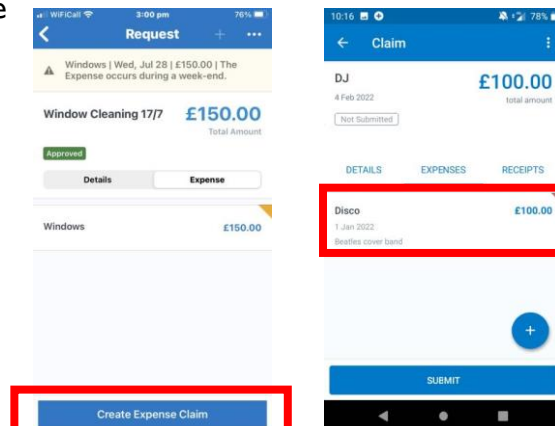 e
WiFiCall 3:00 pm 76%
Request + ...
Windows | Wed, Jul 28 | £150.00 | The
Expense occurs during a week-end.
Window Cleaning 17/7 £150.00
Total Amount
Approved
Details Expense
Windows £150.00
Create Expense Claim
10:16 78%
Claim
DJ £100.00
4 Feb 2022 total amount
Not Submitted
DETAILS EXPENSES RECEIPTS
Disco £100.00
1 Jan 2022
Beatles cover band
+
SUBMIT